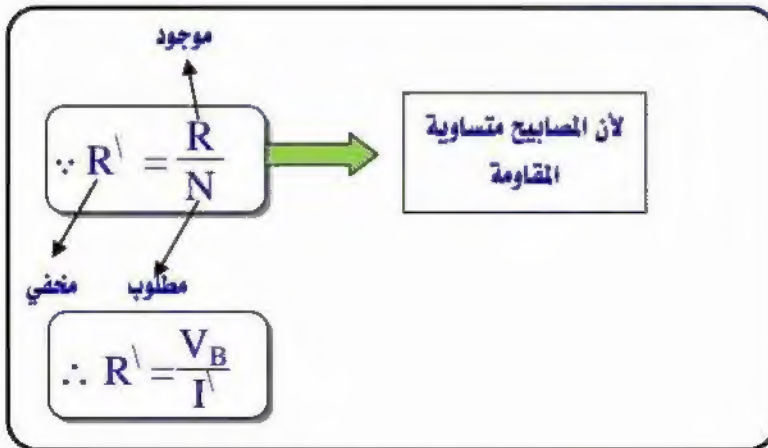 موجود
∵ R\ = R/N
لأن المصابيح متساوية
المقاومة
مخفي
مطلوب
∴ R\ = V_B/I\